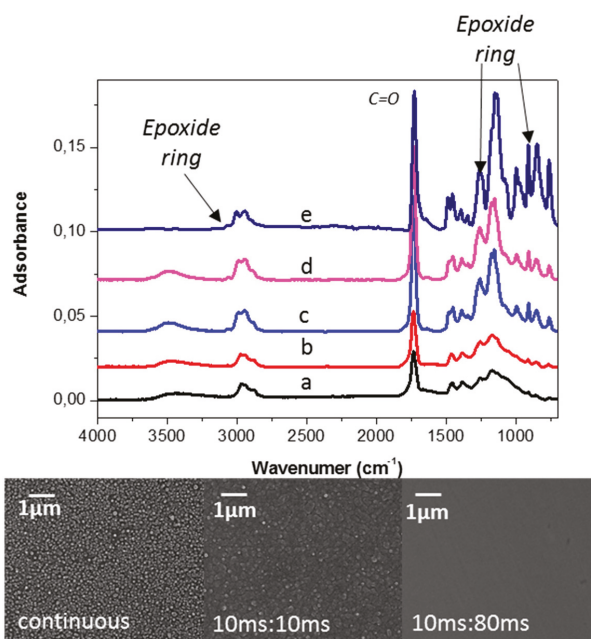 Epoxide
ring
C=O
Epoxide
ring
0,15
0,10
0,05
0,00
Adsorbance
e
d
c
b
a
4000 3500 3000 2500 2000 1500 1000
Wavenumer (cm-1)
1µm 1µm 1µm
continuous 10ms:10ms 10ms:80ms